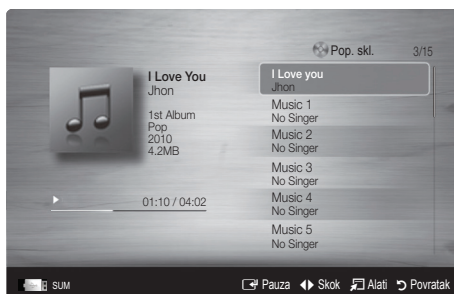 Pop. skl. 3/15
I Love You
Jhon
1st Album
Pop
2010
4.2MB
01:10 / 04:02
I Love you
Jhon
Music 1
No Singer
Music 2
No Singer
Music 3
No Singer
Music 4
No Singer
Music 5
No Singer
SUM Pauza Skok Alati Povratak